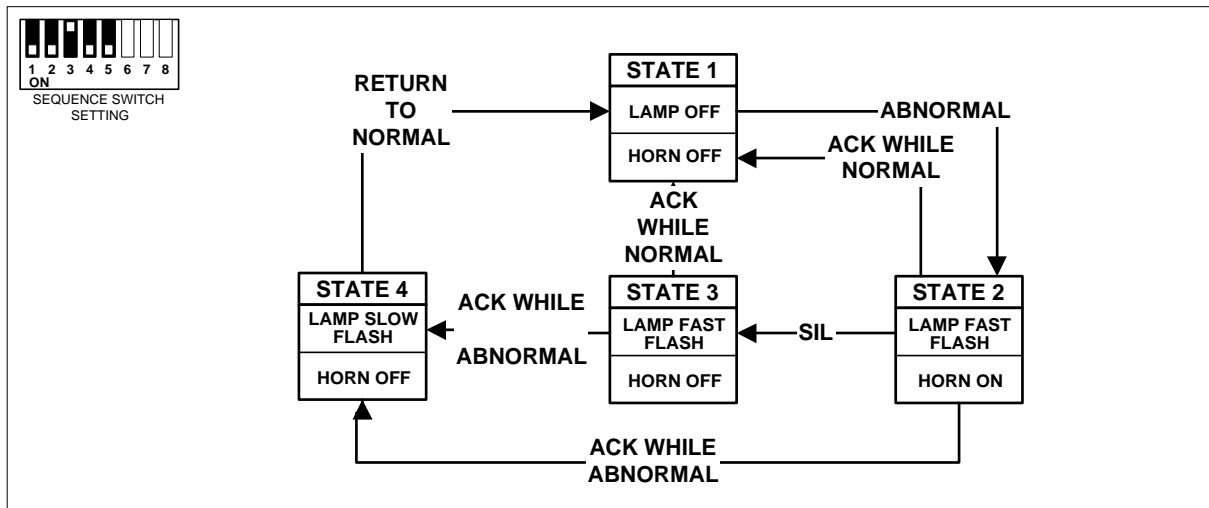 1 2 3 4 5 6 7 8
ON
SEQUENCE SWITCH
SETTING
RETURN
TO
NORMAL
STATE 1
LAMP OFF
HORN OFF
ABNORMAL
ACK WHILE
NORMAL
ACK
WHILE
NORMAL
STATE 4
LAMP SLOW
FLASH
HORN OFF
ACK WHILE
ABNORMAL
STATE 3
LAMP FAST
FLASH
HORN OFF
SIL
STATE 2
LAMP FAST
FLASH
HORN ON
ACK WHILE
ABNORMAL